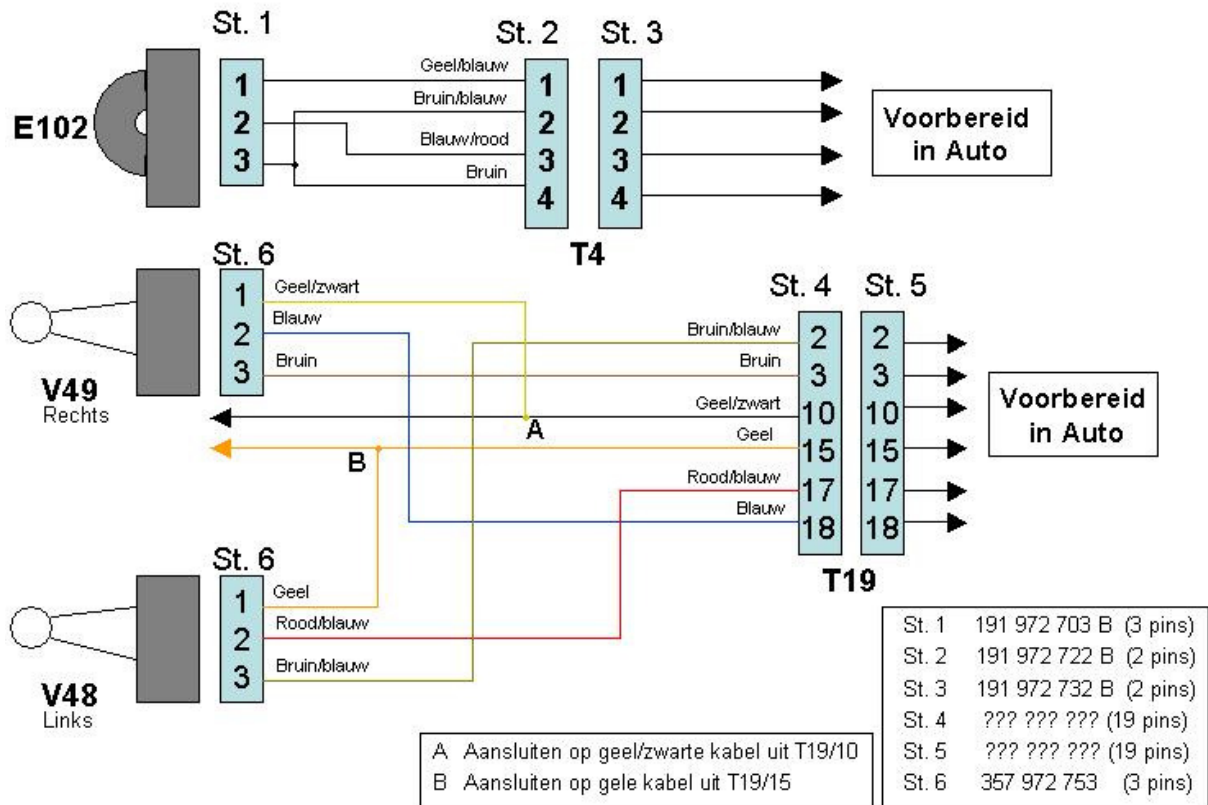 St. 1
St. 2
St. 3
E102
1
2
3
Geel/blauw
Bruin/blauw
Blauw/rood
Bruin
1
2
3
4
1
2
3
4
T4
Voorbereid
in Auto
St. 6
V49
Rechts
1
2
3
Geel/zwart
Blauw
Bruin
A
B
St. 4
St. 5
Bruin/blauw
Bruin
Geel/zwart
Geel
Rood/blauw
Blauw
2
3
10
15
17
18
2
3
10
15
17
18
T19
Voorbereid
in Auto
St. 6
V48
Links
1
2
3
Geel
Rood/blauw
Bruin/blauw
A Aansluiten op geel/zwarte kabel uit T19/10
B Aansluiten op gele kabel uit T19/15
St. 1 191 972 703 B (3 pins)
St. 2 191 972 722 B (2 pins)
St. 3 191 972 732 B (2 pins)
St. 4 ??? ??? ??? (19 pins)
St. 5 ??? ??? ??? (19 pins)
St. 6 357 972 753 (3 pins)